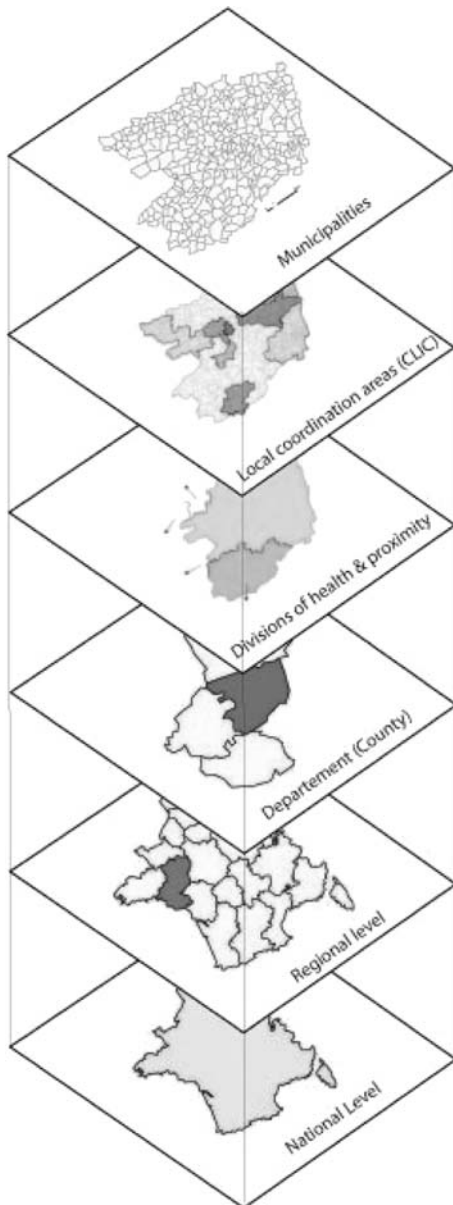 Municipalities
Local coordination areas (CLIC)
Divisions of health & proximity
Departement (County)
Regional level
National Level